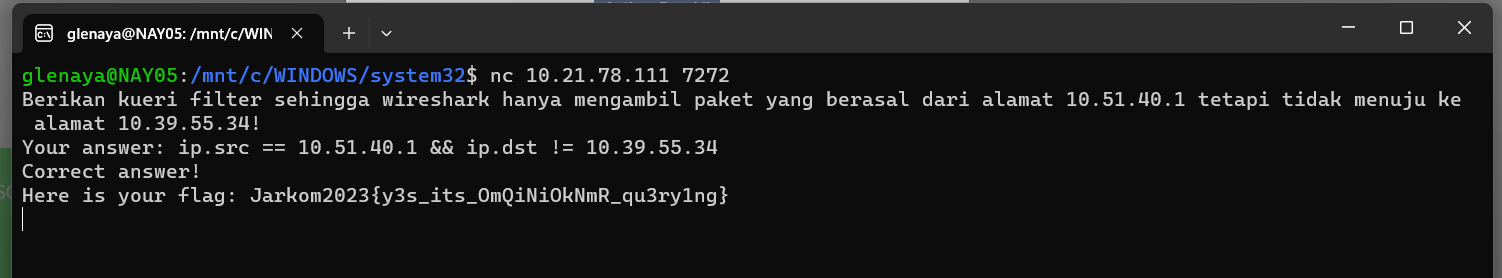 glenaya@NAY05: /mnt/c/WIN
glenaya@NAY05:/mnt/c/WINDOWS/system32$ nc 10.21.78.111 7272
Berikan kueri filter sehingga wireshark hanya mengambil paket yang berasal dari alamat 10.51.40.1 tetapi tidak menuju ke
alamat 10.39.55.34!
Your answer: ip.src == 10.51.40.1 && ip.dst != 10.39.55.34
Correct answer!
Here is your flag: Jarkom2023{y3s_its_OmQiNiOkNmR_qu3ry1ng}